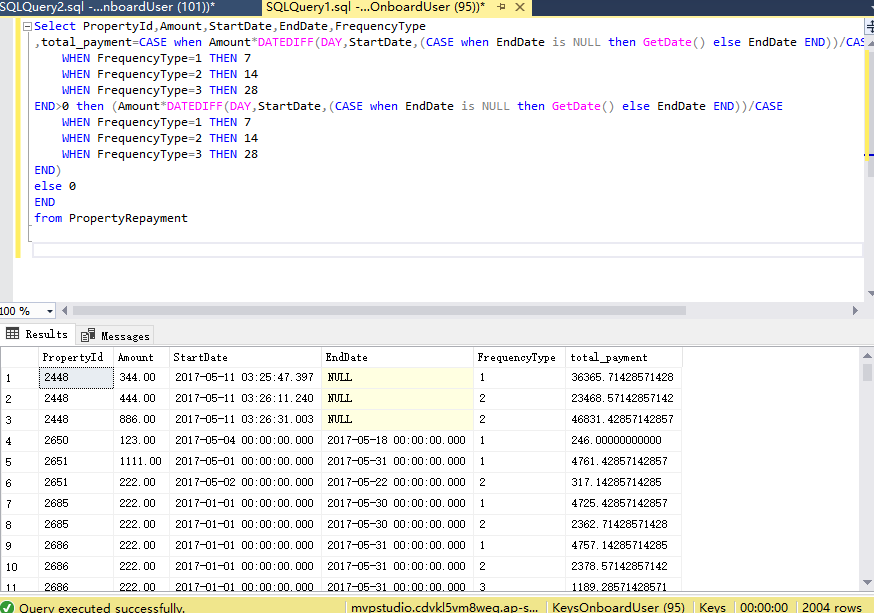 SQLQuery2.sql -...nboardUser (101))* SQLQuery1.sql -...OnboardUser (95))*
Select PropertyId,Amount,StartDate,EndDate,FrequencyType
,total_payment=CASE when Amount*DATEDIFF(DAY,StartDate,(CASE when EndDate is NULL then GetDate() else EndDate END))/CAS
WHEN FrequencyType=1 THEN 7
WHEN FrequencyType=2 THEN 14
WHEN FrequencyType=3 THEN 28
END>0 then (Amount*DATEDIFF(DAY,StartDate,(CASE when EndDate is NULL then GetDate() else EndDate END))/CASE
WHEN FrequencyType=1 THEN 7
WHEN FrequencyType=2 THEN 14
WHEN FrequencyType=3 THEN 28
END)
else 0
END
from PropertyRepayment
100 %
Results Messages
PropertyId Amount StartDate EndDate FrequencyType total_payment
1 2448 344.00 2017-05-11 03:25:47.397 NULL 1 36365.71428571428
2 2448 444.00 2017-05-11 03:26:11.240 NULL 2 23468.57142857142
3 2448 886.00 2017-05-11 03:26:31.003 NULL 2 46831.42857142857
4 2650 123.00 2017-05-04 00:00:00.000 2017-05-18 00:00:00.000 1 246.00000000000
5 2651 1111.00 2017-05-01 00:00:00.000 2017-05-31 00:00:00.000 1 4761.42857142857
6 2651 222.00 2017-05-02 00:00:00.000 2017-05-22 00:00:00.000 2 317.14285714285
7 2685 222.00 2017-01-01 00:00:00.000 2017-05-30 00:00:00.000 1 4725.42857142857
8 2685 222.00 2017-01-01 00:00:00.000 2017-05-30 00:00:00.000 2 2362.71428571428
9 2686 222.00 2017-01-01 00:00:00.000 2017-05-31 00:00:00.000 1 4757.14285714285
10 2686 222.00 2017-01-01 00:00:00.000 2017-05-31 00:00:00.000 2 2378.57142857142
11 2686 222.00 2017-01-01 00:00:00.000 2017-05-31 00:00:00.000 3 1189.28571428571
Query executed successfully. mvpstudio.cdvkl5vm8weg.ap-s... KeysOnboardUser (95) Keys 00:00:00 2004 rows